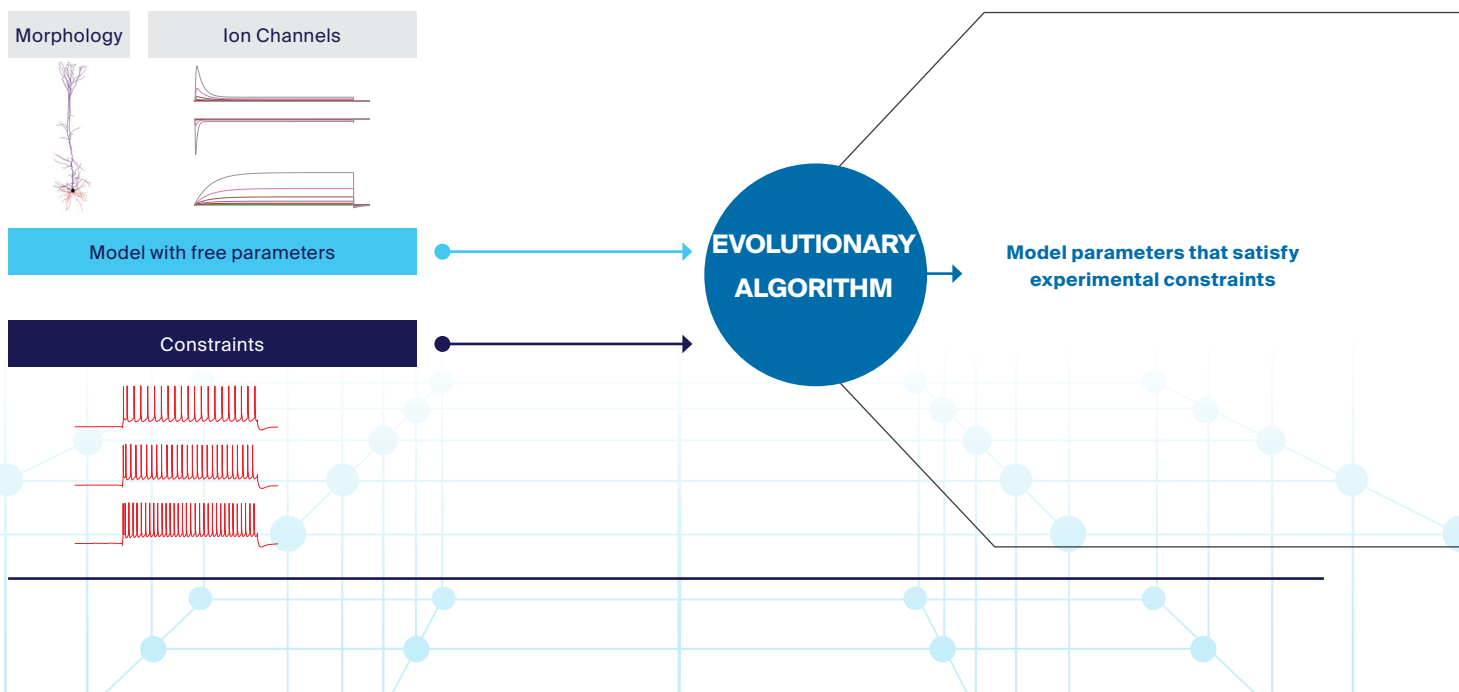 Morphology
Ion Channels
Model with free parameters
Constraints
EVOLUTIONARY
ALGORITHM
Model parameters that satisfy
experimental constraints